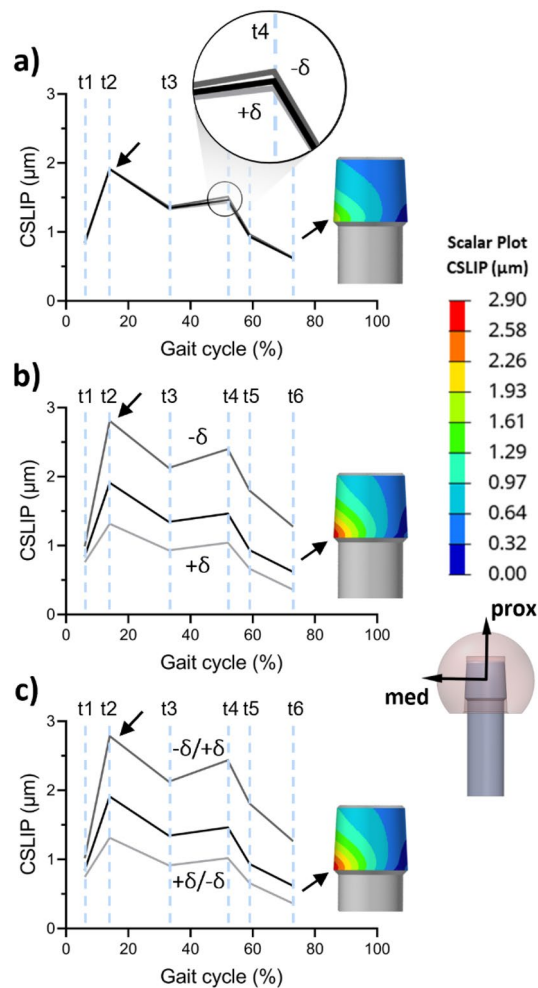 a)
t4
-δ
+δ
t1 t2 t3
3
2
1
0
CSLIP (µm)
0 20 40 60 80 100
Gait cycle (%)
Scalar Plot
CSLIP (µm)
2.90
2.58
2.26
1.93
1.61
1.29
0.97
0.64
0.32
0.00
b)
t1 t2 t3 t4 t5 t6
3
2
1
0
CSLIP (µm)
-δ
+δ
0 20 40 60 80 100
Gait cycle (%)
prox
med
c)
t1 t2 t3 t4 t5 t6
3
2
1
0
CSLIP (µm)
-δ/+δ
+δ/-δ
0 20 40 60 80 100
Gait cycle (%)